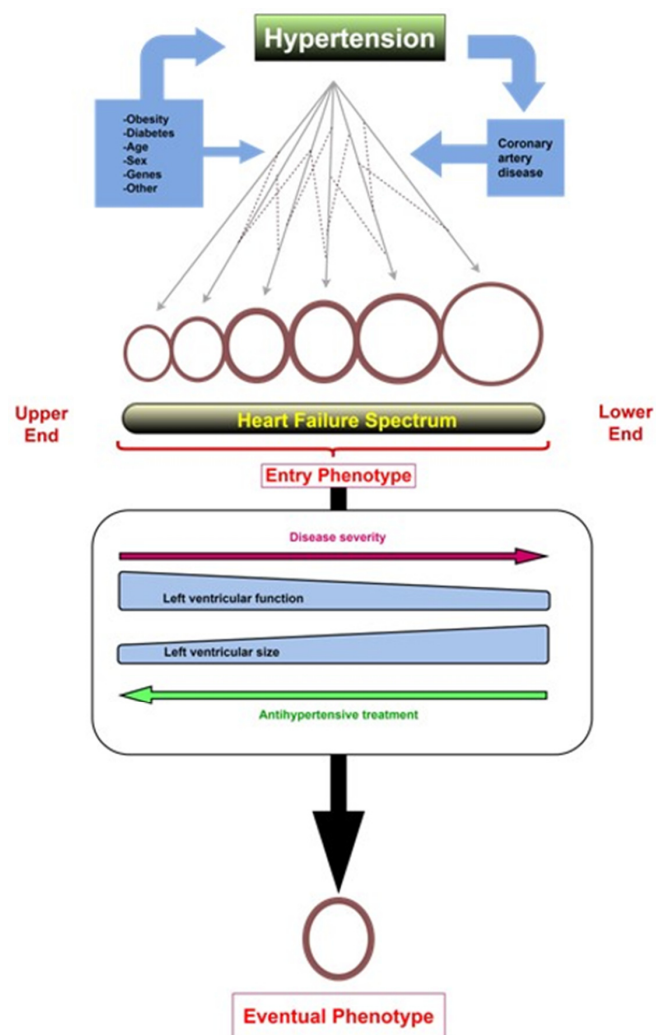 Hypertension
-Obesity
-Diabetes
-Age
-Sex
-Genes
-Other
Coronary
artery
disease
Upper
End
Heart Failure Spectrum
Lower
End
Entry Phenotype
Disease severity
Left ventricular function
Left ventricular size
Antihypertensive treatment
Eventual Phenotype